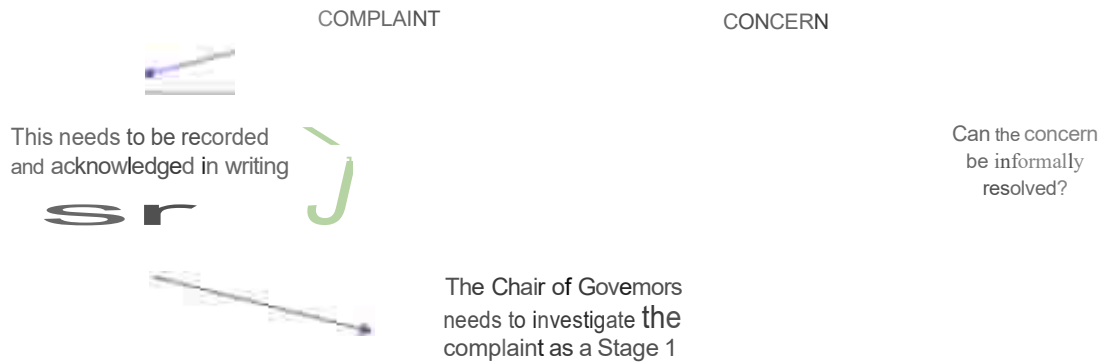 COMPLAINT
CONCERN
This needs to be recorded
and acknowledged in writing
Can the concern
be informally
resolved?
s r
J
The Chair of Govemors
needs to investigate the
complaint as a Stage 1